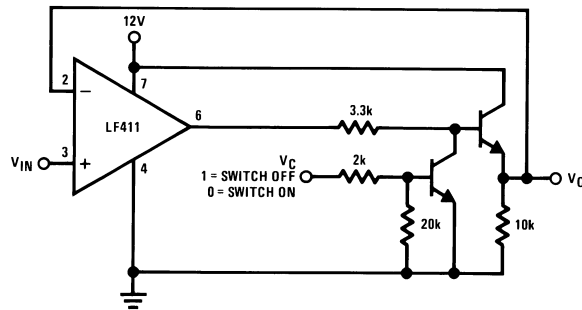 12V
2
7
−
LF411
6
3.3k
V_IN
3
+
4
V_C
1 = SWITCH OFF
0 = SWITCH ON
2k
20k
10k
V_O